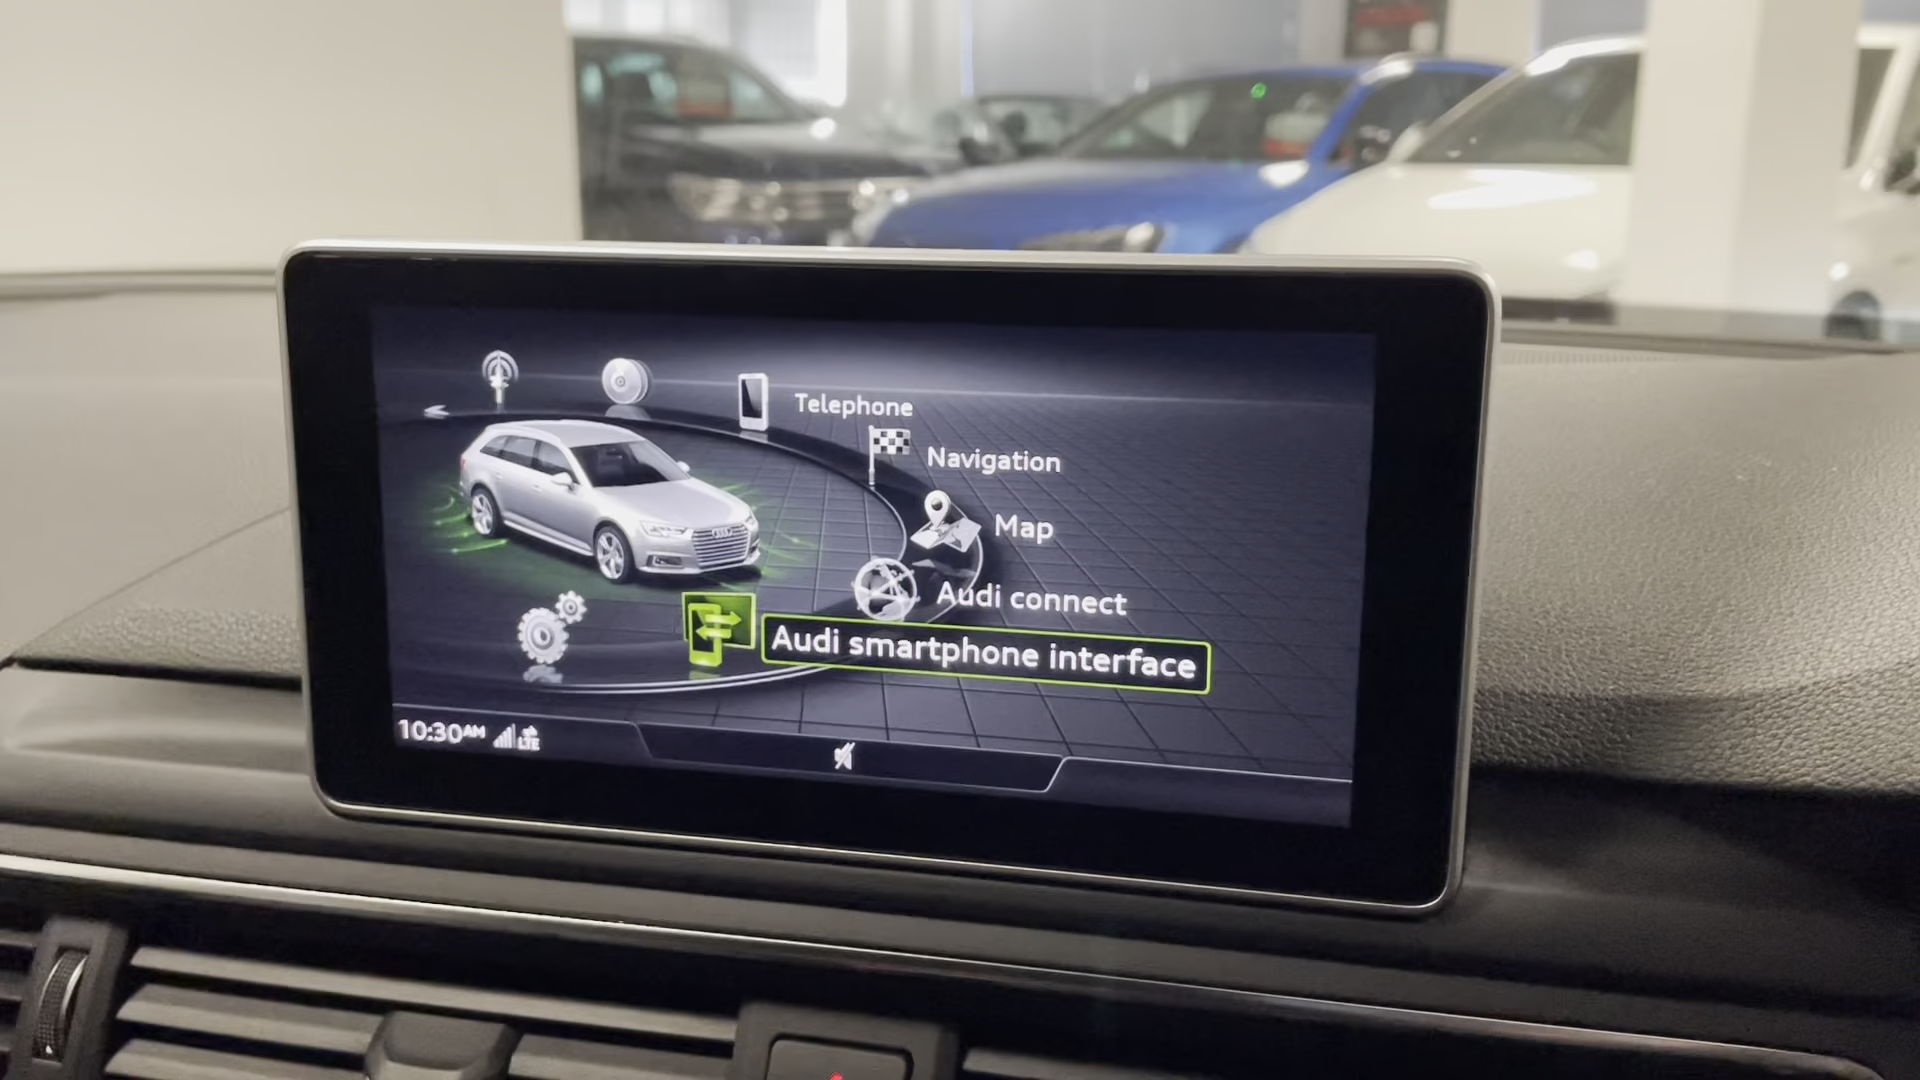 Telephone
Navigation
Map
Audi connect
Audi smartphone interface
10:30AM LTE